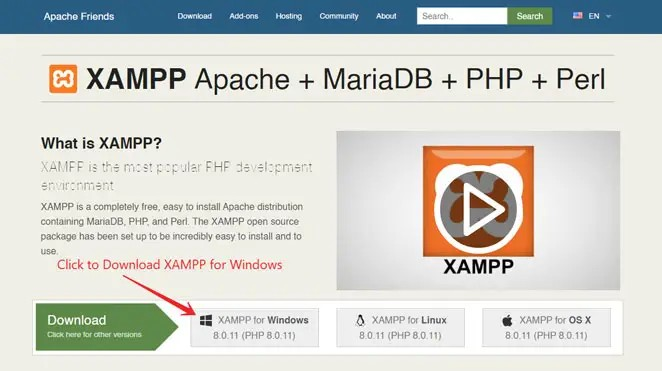 Apache Friends
Download Add-ons Hosting Community About
Search... Search EN
XAMPP Apache + MariaDB + PHP + Perl
What is XAMPP?
XAMPP is the most popular PHP development
environment
XAMPP is a completely free, easy to install Apache distribution
containing MariaDB, PHP, and Perl. The XAMPP open source
package has been set up to be incredibly easy to install and to
use.
XAMPP
Click to Download XAMPP for Windows
Download
Click here for other versions
XAMPP for Windows
8.0.11 (PHP 8.0.11)
XAMPP for Linux
8.0.11 (PHP 8.0.11)
XAMPP for OS X
8.0.11 (PHP 8.0.11)